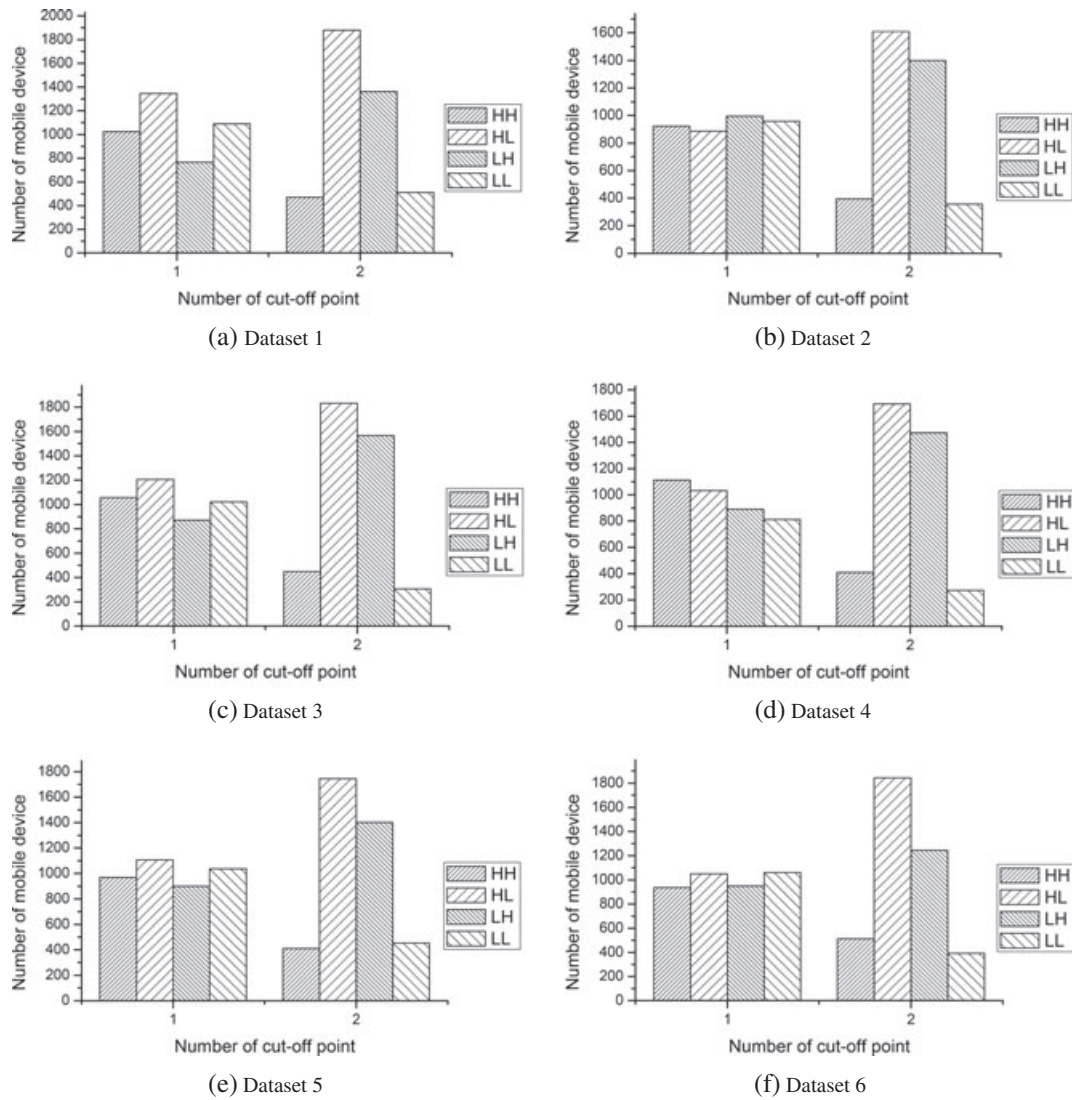 2000
1800
1600
1400
1200
1000
800
600
400
200
0
Number of mobile device
HH
HL
LH
LL
1 2
Number of cut-off point
(a) Dataset 1
1600
1400
1200
1000
800
600
400
200
0
Number of mobile device
HH
HL
LH
LL
1 2
Number of cut-off point
(b) Dataset 2
1800
1600
1400
1200
1000
800
600
400
200
0
Number of mobile device
HH
HL
LH
LL
1 2
Number of cut-off point
(c) Dataset 3
1800
1600
1400
1200
1000
800
600
400
200
0
Number of mobile device
HH
HL
LH
LL
1 2
Number of cut-off point
(d) Dataset 4
1800
1600
1400
1200
1000
800
600
400
200
0
Number of mobile device
HH
HL
LH
LL
1 2
Number of cut-off point
(e) Dataset 5
1800
1600
1400
1200
1000
800
600
400
200
0
Number of mobile device
HH
HL
LH
LL
1 2
Number of cut-off point
(f) Dataset 6